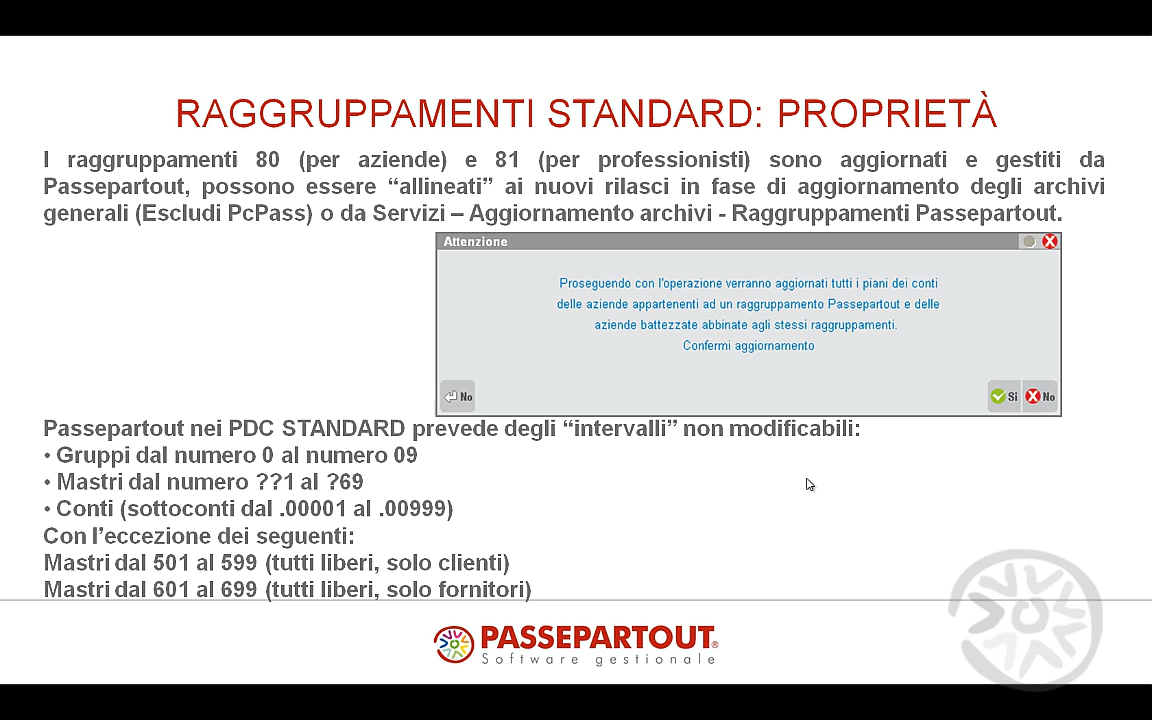 RAGGRUPPAMENTI STANDARD: PROPRIETÀ
I raggruppamenti 80 (per aziende) e 81 (per professionisti) sono aggiornati e gestiti da
Passepartout, possono essere “allineati” ai nuovi rilasci in fase di aggiornamento degli archivi
generali (Escludi PcPass) o da Servizi – Aggiornamento archivi - Raggruppamenti Passepartout.
Attenzione
Proseguendo con l'operazione verranno aggiornati tutti i piani dei conti
delle aziende appartenenti ad un raggruppamento Passepartout e delle
aziende battezzate abbinate agli stessi raggruppamenti.
Confermi aggiornamento
No Si No
Passepartout nei PDC STANDARD prevede degli “intervalli” non modificabili:
• Gruppi dal numero 0 al numero 09
• Mastri dal numero ??1 al ?69
• Conti (sottoconti dal .00001 al .00999)
Con l’eccezione dei seguenti:
Mastri dal 501 al 599 (tutti liberi, solo clienti)
Mastri dal 601 al 699 (tutti liberi, solo fornitori)
PASSEPARTOUT®
Software gestionale